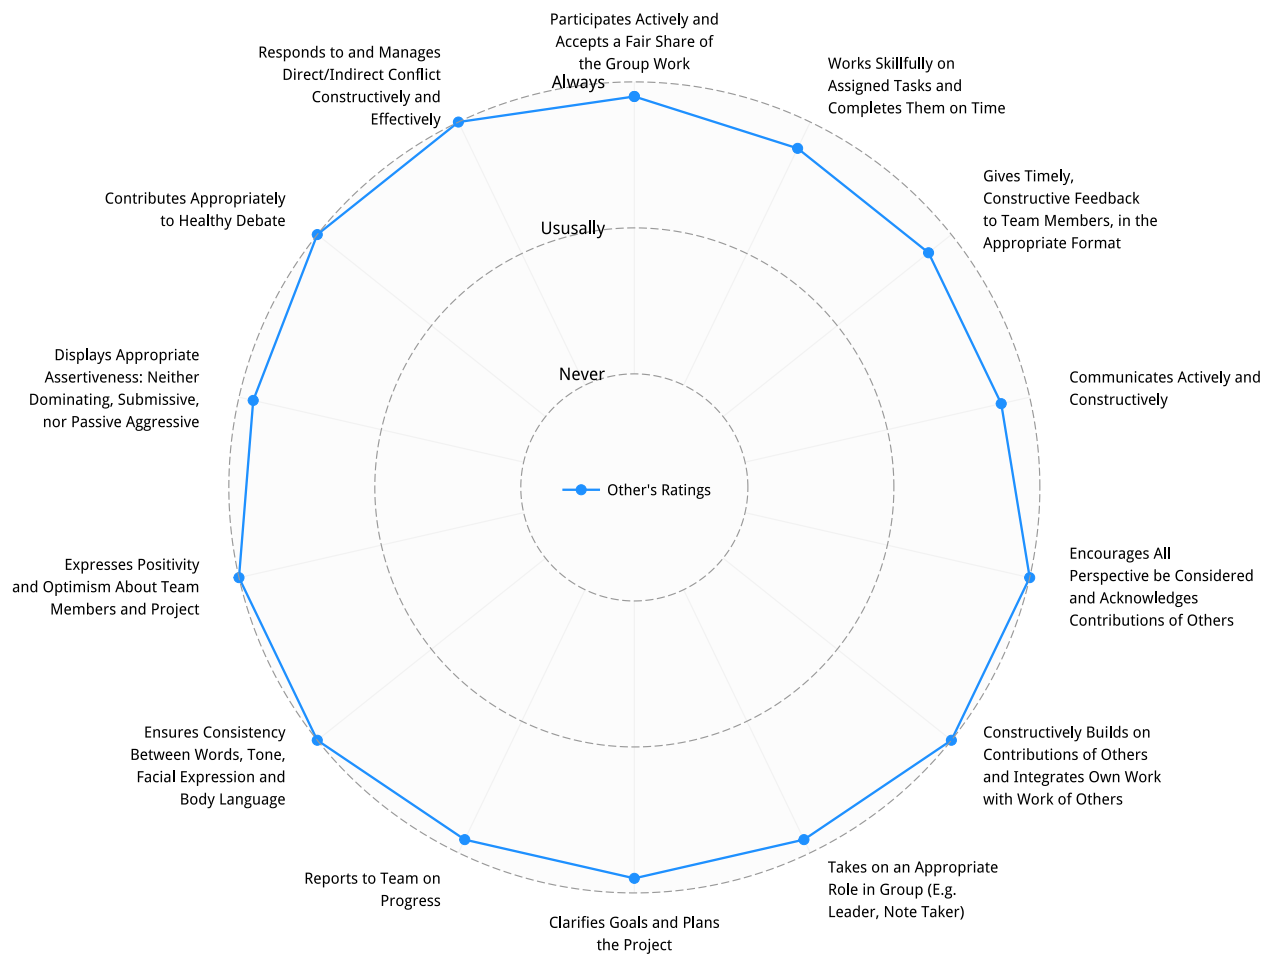 Participates Actively and
Accepts a Fair Share of
the Group Work
Works Skillfully on
Assigned Tasks and
Completes Them on Time
Gives Timely,
Constructive Feedback
to Team Members, in the
Appropriate Format
Communicates Actively and
Constructively
Encourages All
Perspective be Considered
and Acknowledges
Contributions of Others
Constructively Builds on
Contributions of Others
and Integrates Own Work
with Work of Others
Takes on an Appropriate
Role in Group (E.g.
Leader, Note Taker)
Clarifies Goals and Plans
the Project
Reports to Team on
Progress
Ensures Consistency
Between Words, Tone,
Facial Expression and
Body Language
Expresses Positivity
and Optimism About Team
Members and Project
Displays Appropriate
Assertiveness: Neither
Dominating, Submissive,
nor Passive Aggressive
Contributes Appropriately
to Healthy Debate
Responds to and Manages
Direct/Indirect Conflict
Constructively and
Effectively
Always
Ususally
Never
Other's Ratings